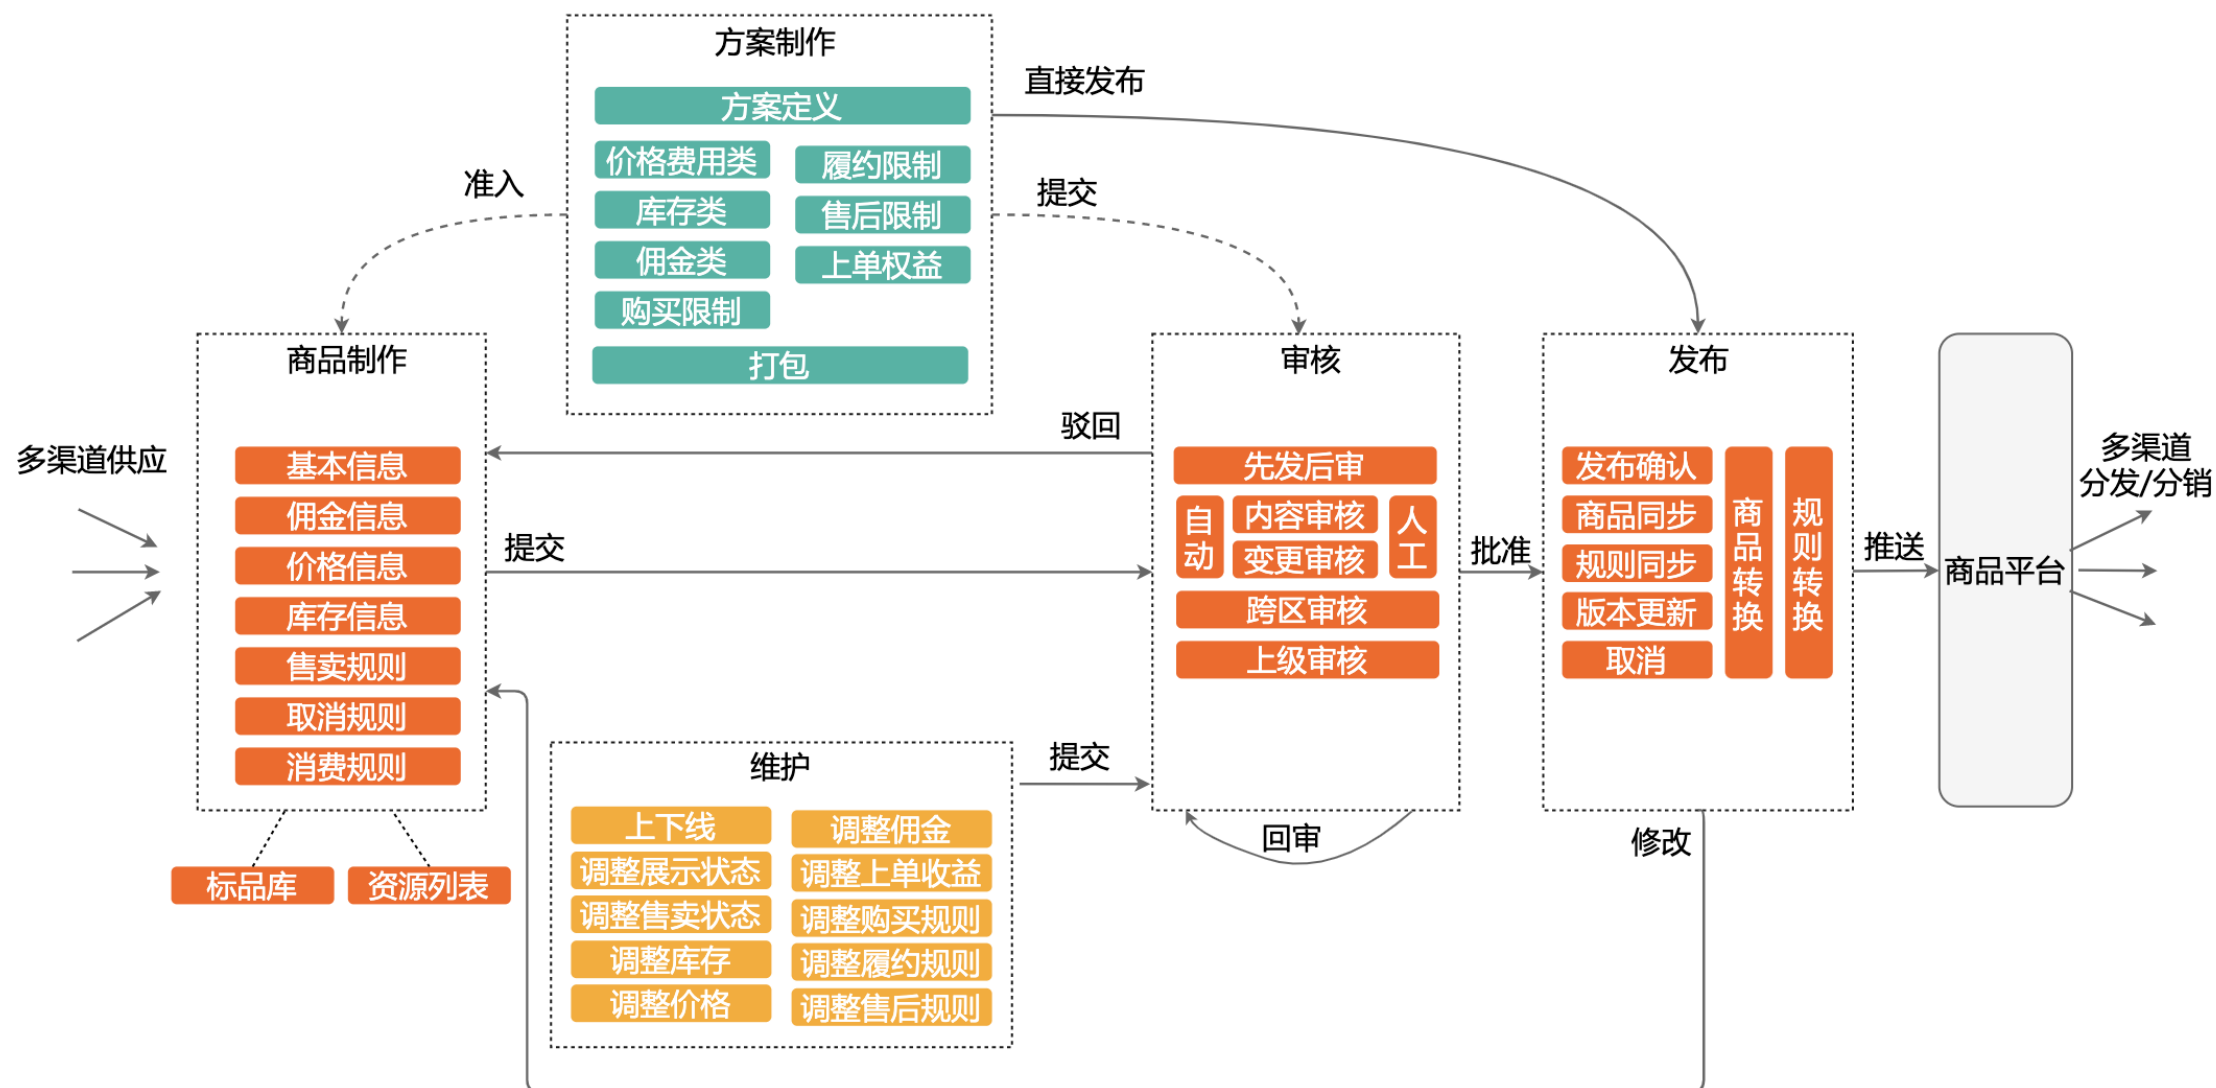 方案制作
方案定义
价格费用类
库存类
佣金类
购买限制
履约限制
售后限制
上单权益
打包
直接发布
准入
提交
多渠道供应
商品制作
基本信息
佣金信息
价格信息
库存信息
售卖规则
取消规则
消费规则
标品库
资源列表
驳回
提交
维护
上下线
调整展示状态
调整售卖状态
调整库存
调整价格
调整佣金
调整上单收益
调整购买规则
调整履约规则
调整售后规则
提交
审核
先发后审
自动
内容审核
变更审核
人工
跨区审核
上级审核
回审
批准
发布
发布确认
商品同步
规则同步
版本更新
取消
商品转换
规则转换
修改
推送
商品平台
多渠道
分发/分销